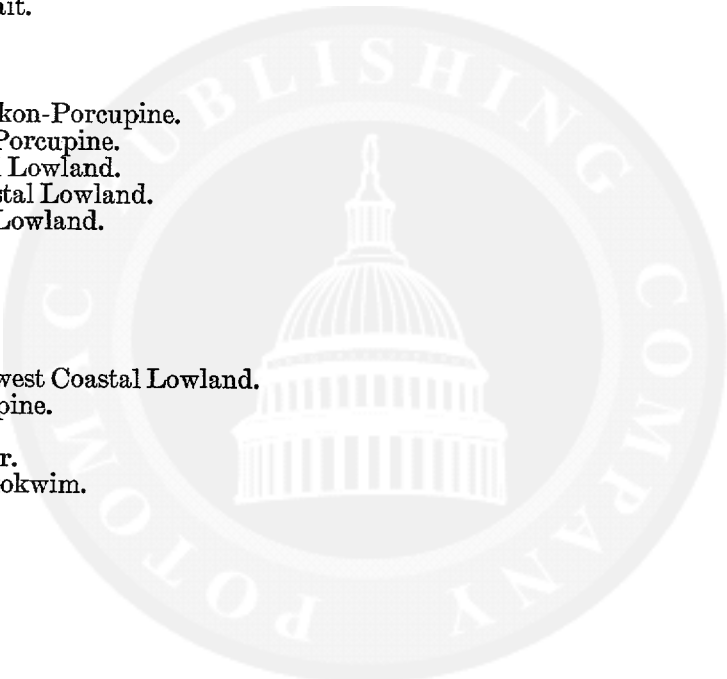 ait.
kon-Porcupine.
Porcupine.
Lowland.
stal Lowland.
Lowland.
west Coastal Lowland.
pine.
r.
okwim.
POTOMAC PUBLISHING COMPANY